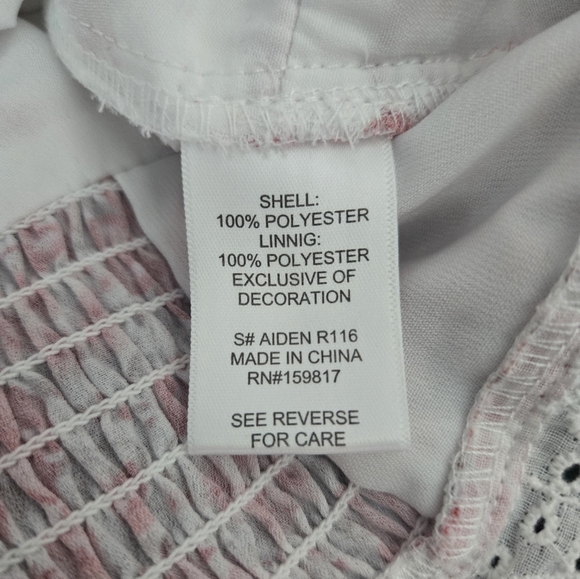 SHELL:
100% POLYESTER
LINNIG:
100% POLYESTER
EXCLUSIVE OF
DECORATION
S# AIDEN R116
MADE IN CHINA
RN#159817
SEE REVERSE
FOR CARE